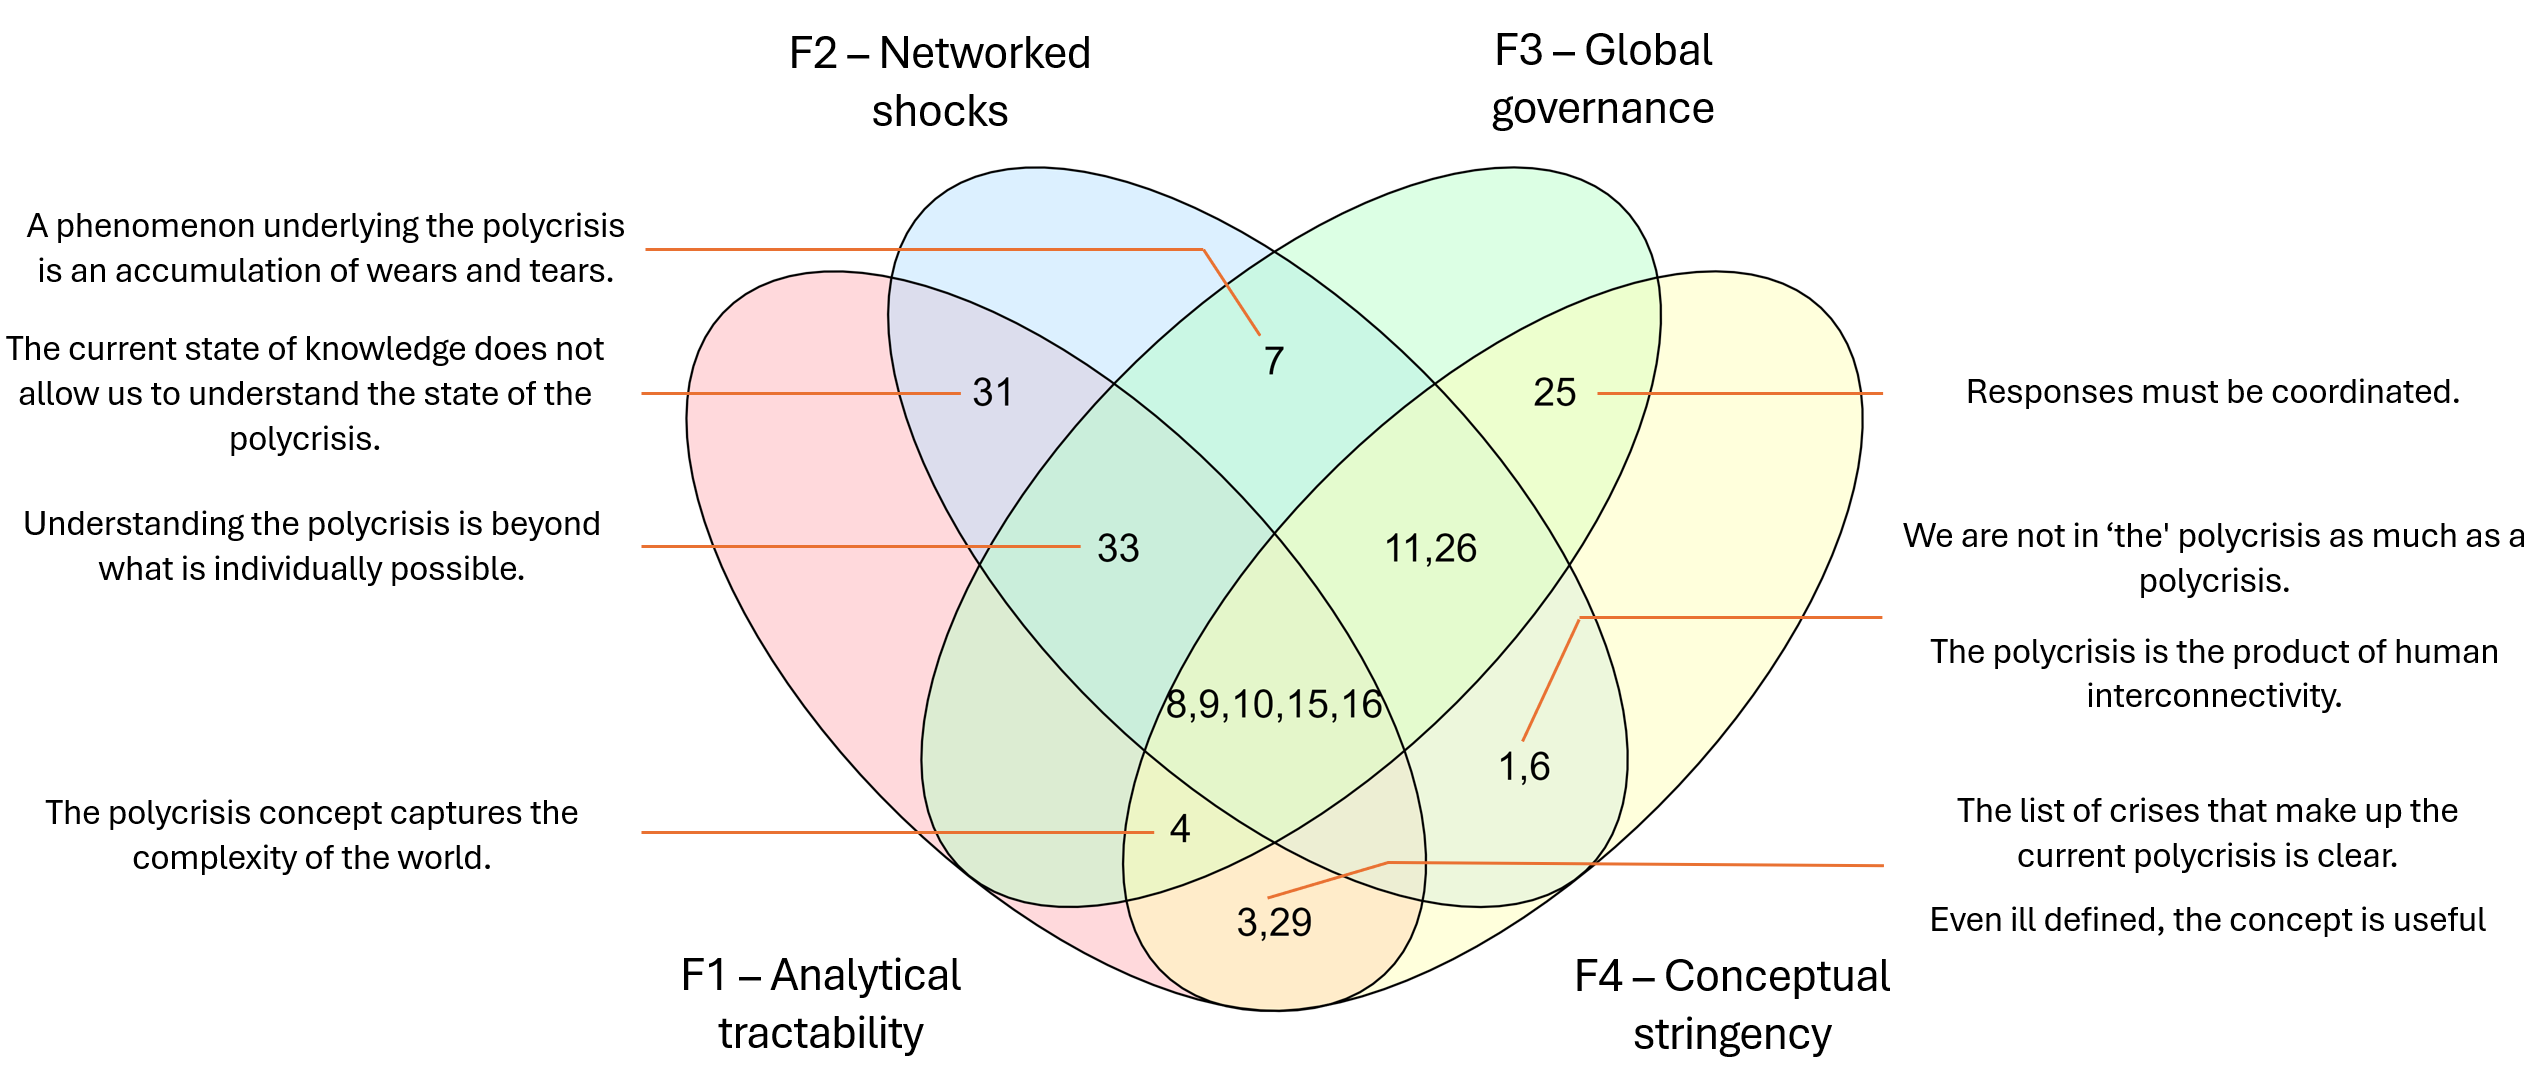 F2 – Networked
shocks
F3 – Global
governance
A phenomenon underlying the polycrisis
is an accumulation of wears and tears.
The current state of knowledge does not
allow us to understand the state of the
polycrisis.
Understanding the polycrisis is beyond
what is individually possible.
The polycrisis concept captures the
complexity of the world.
7
31
25
33
11,26
8,9,10,15,16
1,6
4
3,29
Responses must be coordinated.
We are not in ‘the' polycrisis as much as a
polycrisis.
The polycrisis is the product of human
interconnectivity.
The list of crises that make up the
current polycrisis is clear.
Even ill defined, the concept is useful
F1 – Analytical
tractability
F4 – Conceptual
stringency